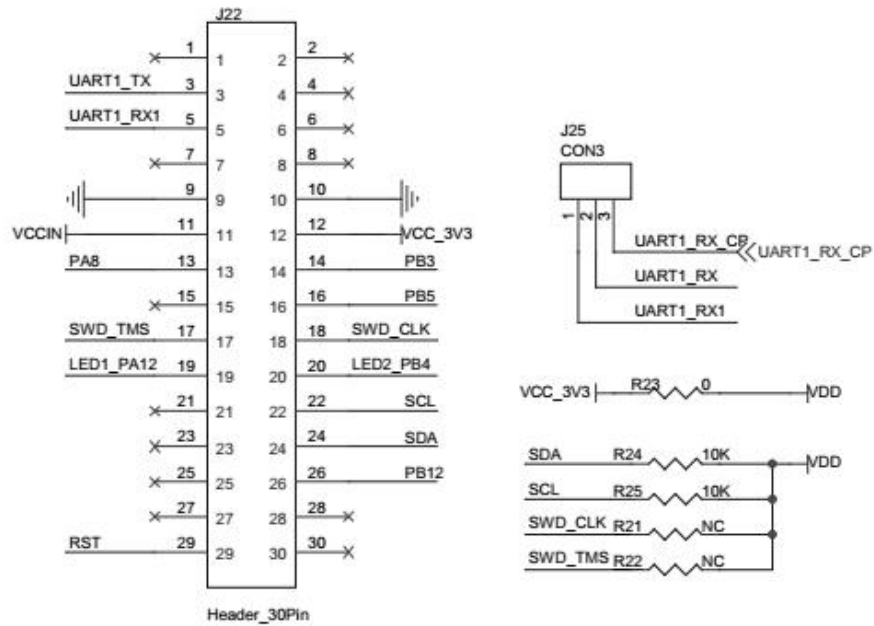 J22
1 1 2 2
UART1_TX 3 3 4 4
UART1_RX1 5 5 6 6
7 7 8 8
9 9 10 10
VCCIN 11 11 12 12 VCC_3V3
PA8 13 13 14 14 PB3
15 15 16 16 PB5
SWD_TMS 17 17 18 18 SWD_CLK
LED1_PA12 19 19 20 20 LED2_PB4
21 21 22 22 SCL
23 23 24 24 SDA
25 25 26 26 PB12
27 27 28 28
RST 29 29 30 30
Header_30Pin
J25
CON3
1 2 3
UART1_RX_CP UART1_RX_CP
UART1_RX
UART1_RX1
VCC_3V3 R23 0 VDD
SDA R24 10K VDD
SCL R25 10K
SWD_CLK R21 NC
SWD_TMS R22 NC